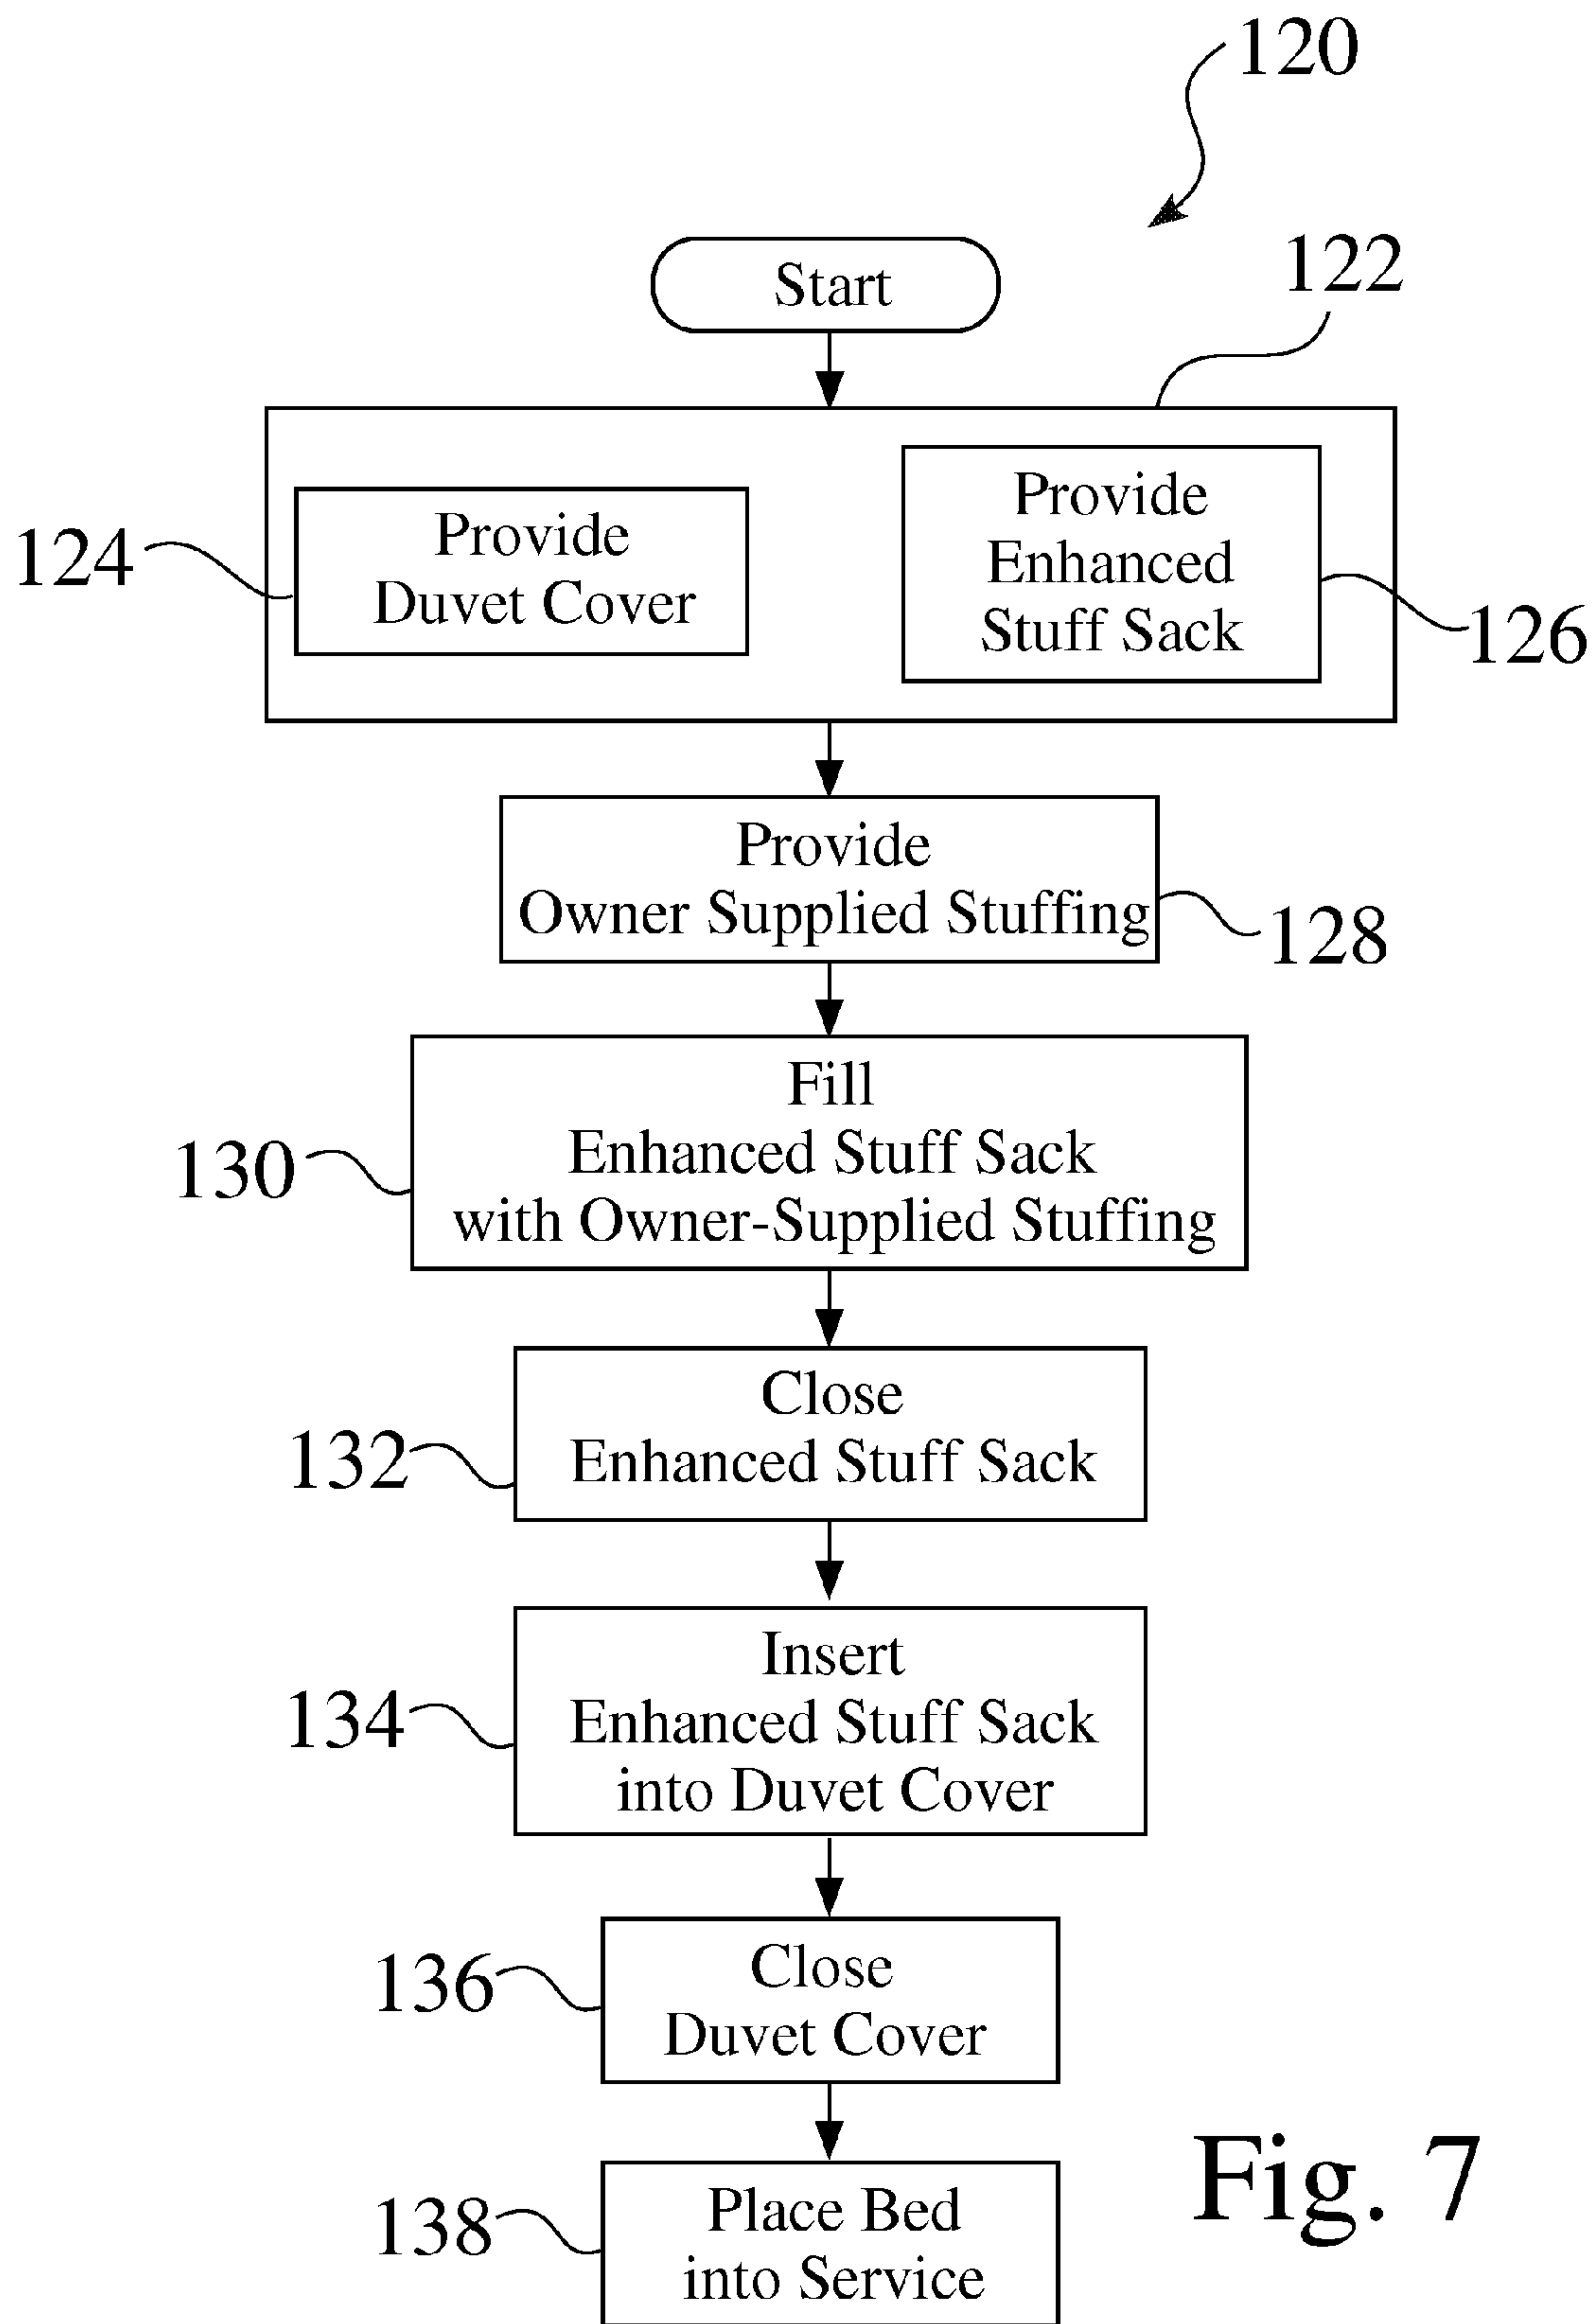 120
Start
122
124
Provide
Duvet Cover
Provide
Enhanced
Stuff Sack
126
Provide
Owner Supplied Stuffing
128
130
Fill
Enhanced Stuff Sack
with Owner-Supplied Stuffing
132
Close
Enhanced Stuff Sack
134
Insert
Enhanced Stuff Sack
into Duvet Cover
136
Close
Duvet Cover
138
Place Bed
into Service
Fig. 7